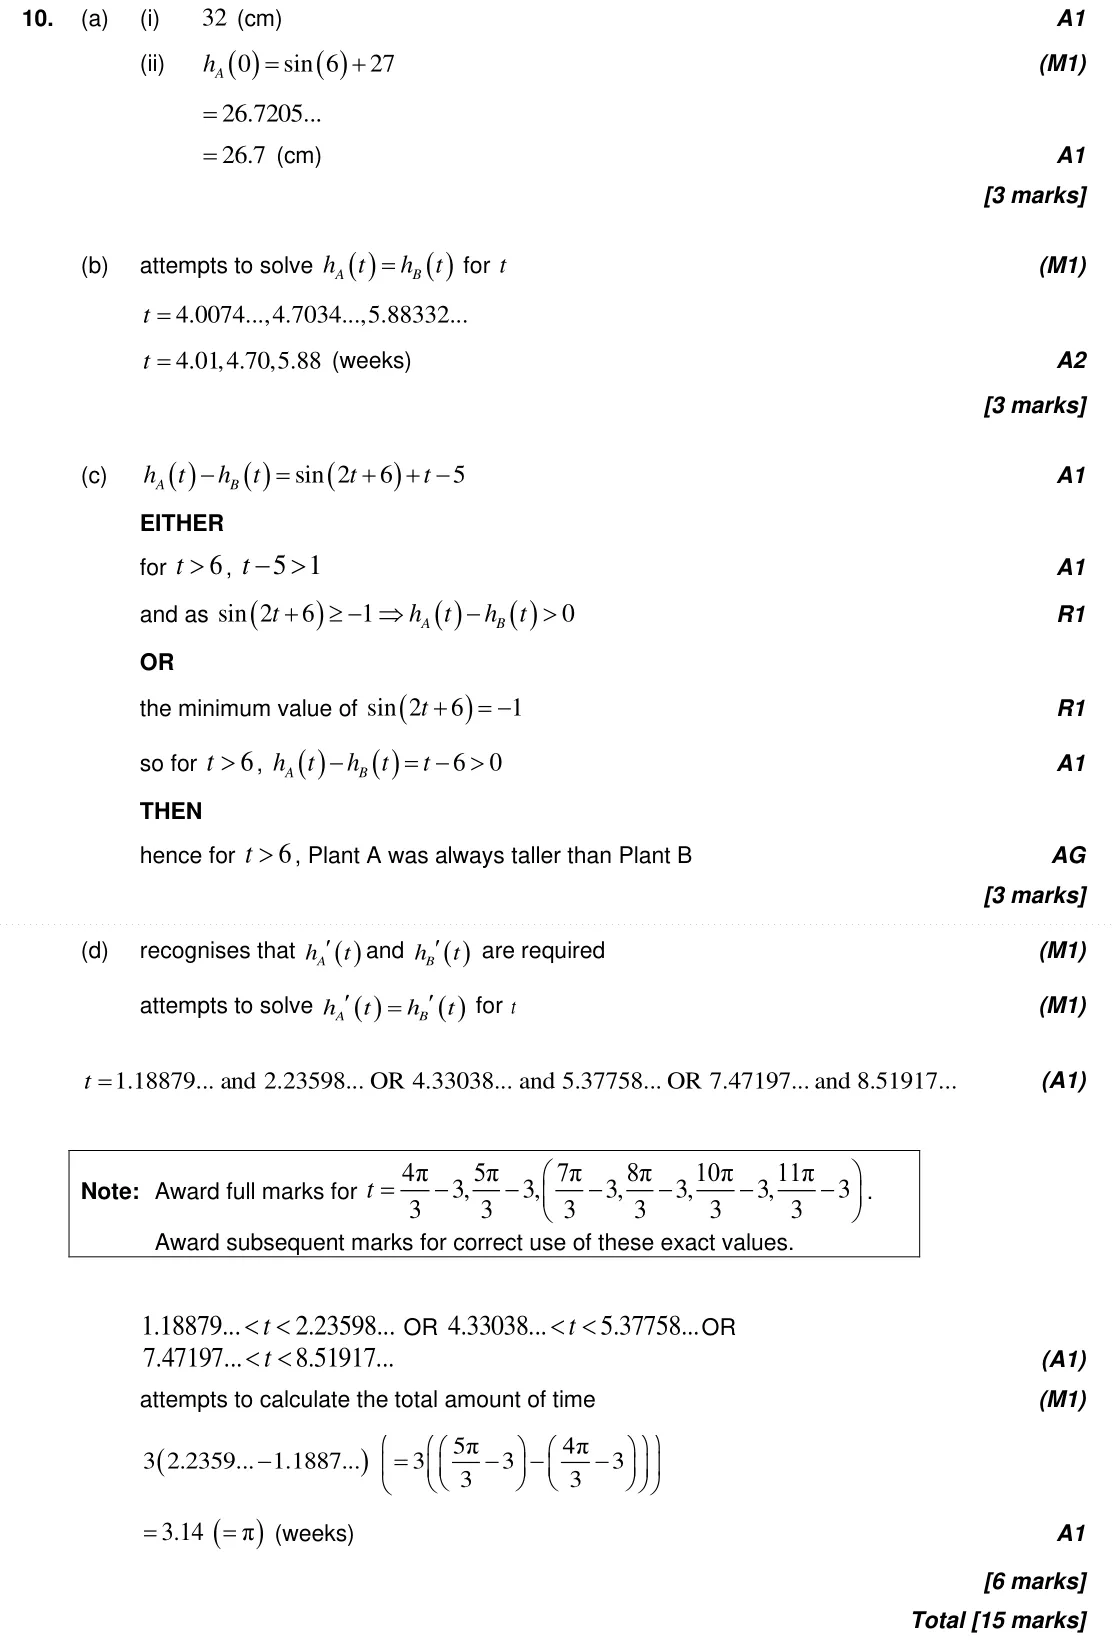 10. (a) (i) 32 (cm) A1
(ii) h_A(0) = sin(6) + 27 (M1)
= 26.7205...
= 26.7 (cm) A1
[3 marks]
(b) attempts to solve h_A(t) = h_B(t) for t (M1)
t = 4.0074..., 4.7034..., 5.88332...
t = 4.01, 4.70, 5.88 (weeks) A2
[3 marks]
(c) h_A(t) − h_B(t) = sin(2t + 6) + t − 5 A1
EITHER
for t > 6, t − 5 > 1 A1
and as sin(2t + 6) ≥ −1 ⇒ h_A(t) − h_B(t) > 0 R1
OR
the minimum value of sin(2t + 6) = −1 R1
so for t > 6, h_A(t) − h_B(t) = t − 6 > 0 A1
THEN
hence for t > 6, Plant A was always taller than Plant B AG
[3 marks]
(d) recognises that h_A′(t) and h_B′(t) are required (M1)
attempts to solve h_A′(t) = h_B′(t) for t (M1)
t = 1.18879... and 2.23598... OR 4.33038... and 5.37758... OR 7.47197... and 8.51917... (A1)
Note: Award full marks for t = 4π/3 − 3, 5π/3 − 3, (7π/3 − 3, 8π/3 − 3, 10π/3 − 3, 11π/3 − 3).
Award subsequent marks for correct use of these exact values.
1.18879... < t < 2.23598... OR 4.33038... < t < 5.37758... OR
7.47197... < t < 8.51917... (A1)
attempts to calculate the total amount of time (M1)
3(2.2359... − 1.1887...) (= 3((5π/3 − 3) − (4π/3 − 3)))
= 3.14 (= π) (weeks) A1
[6 marks]
Total [15 marks]